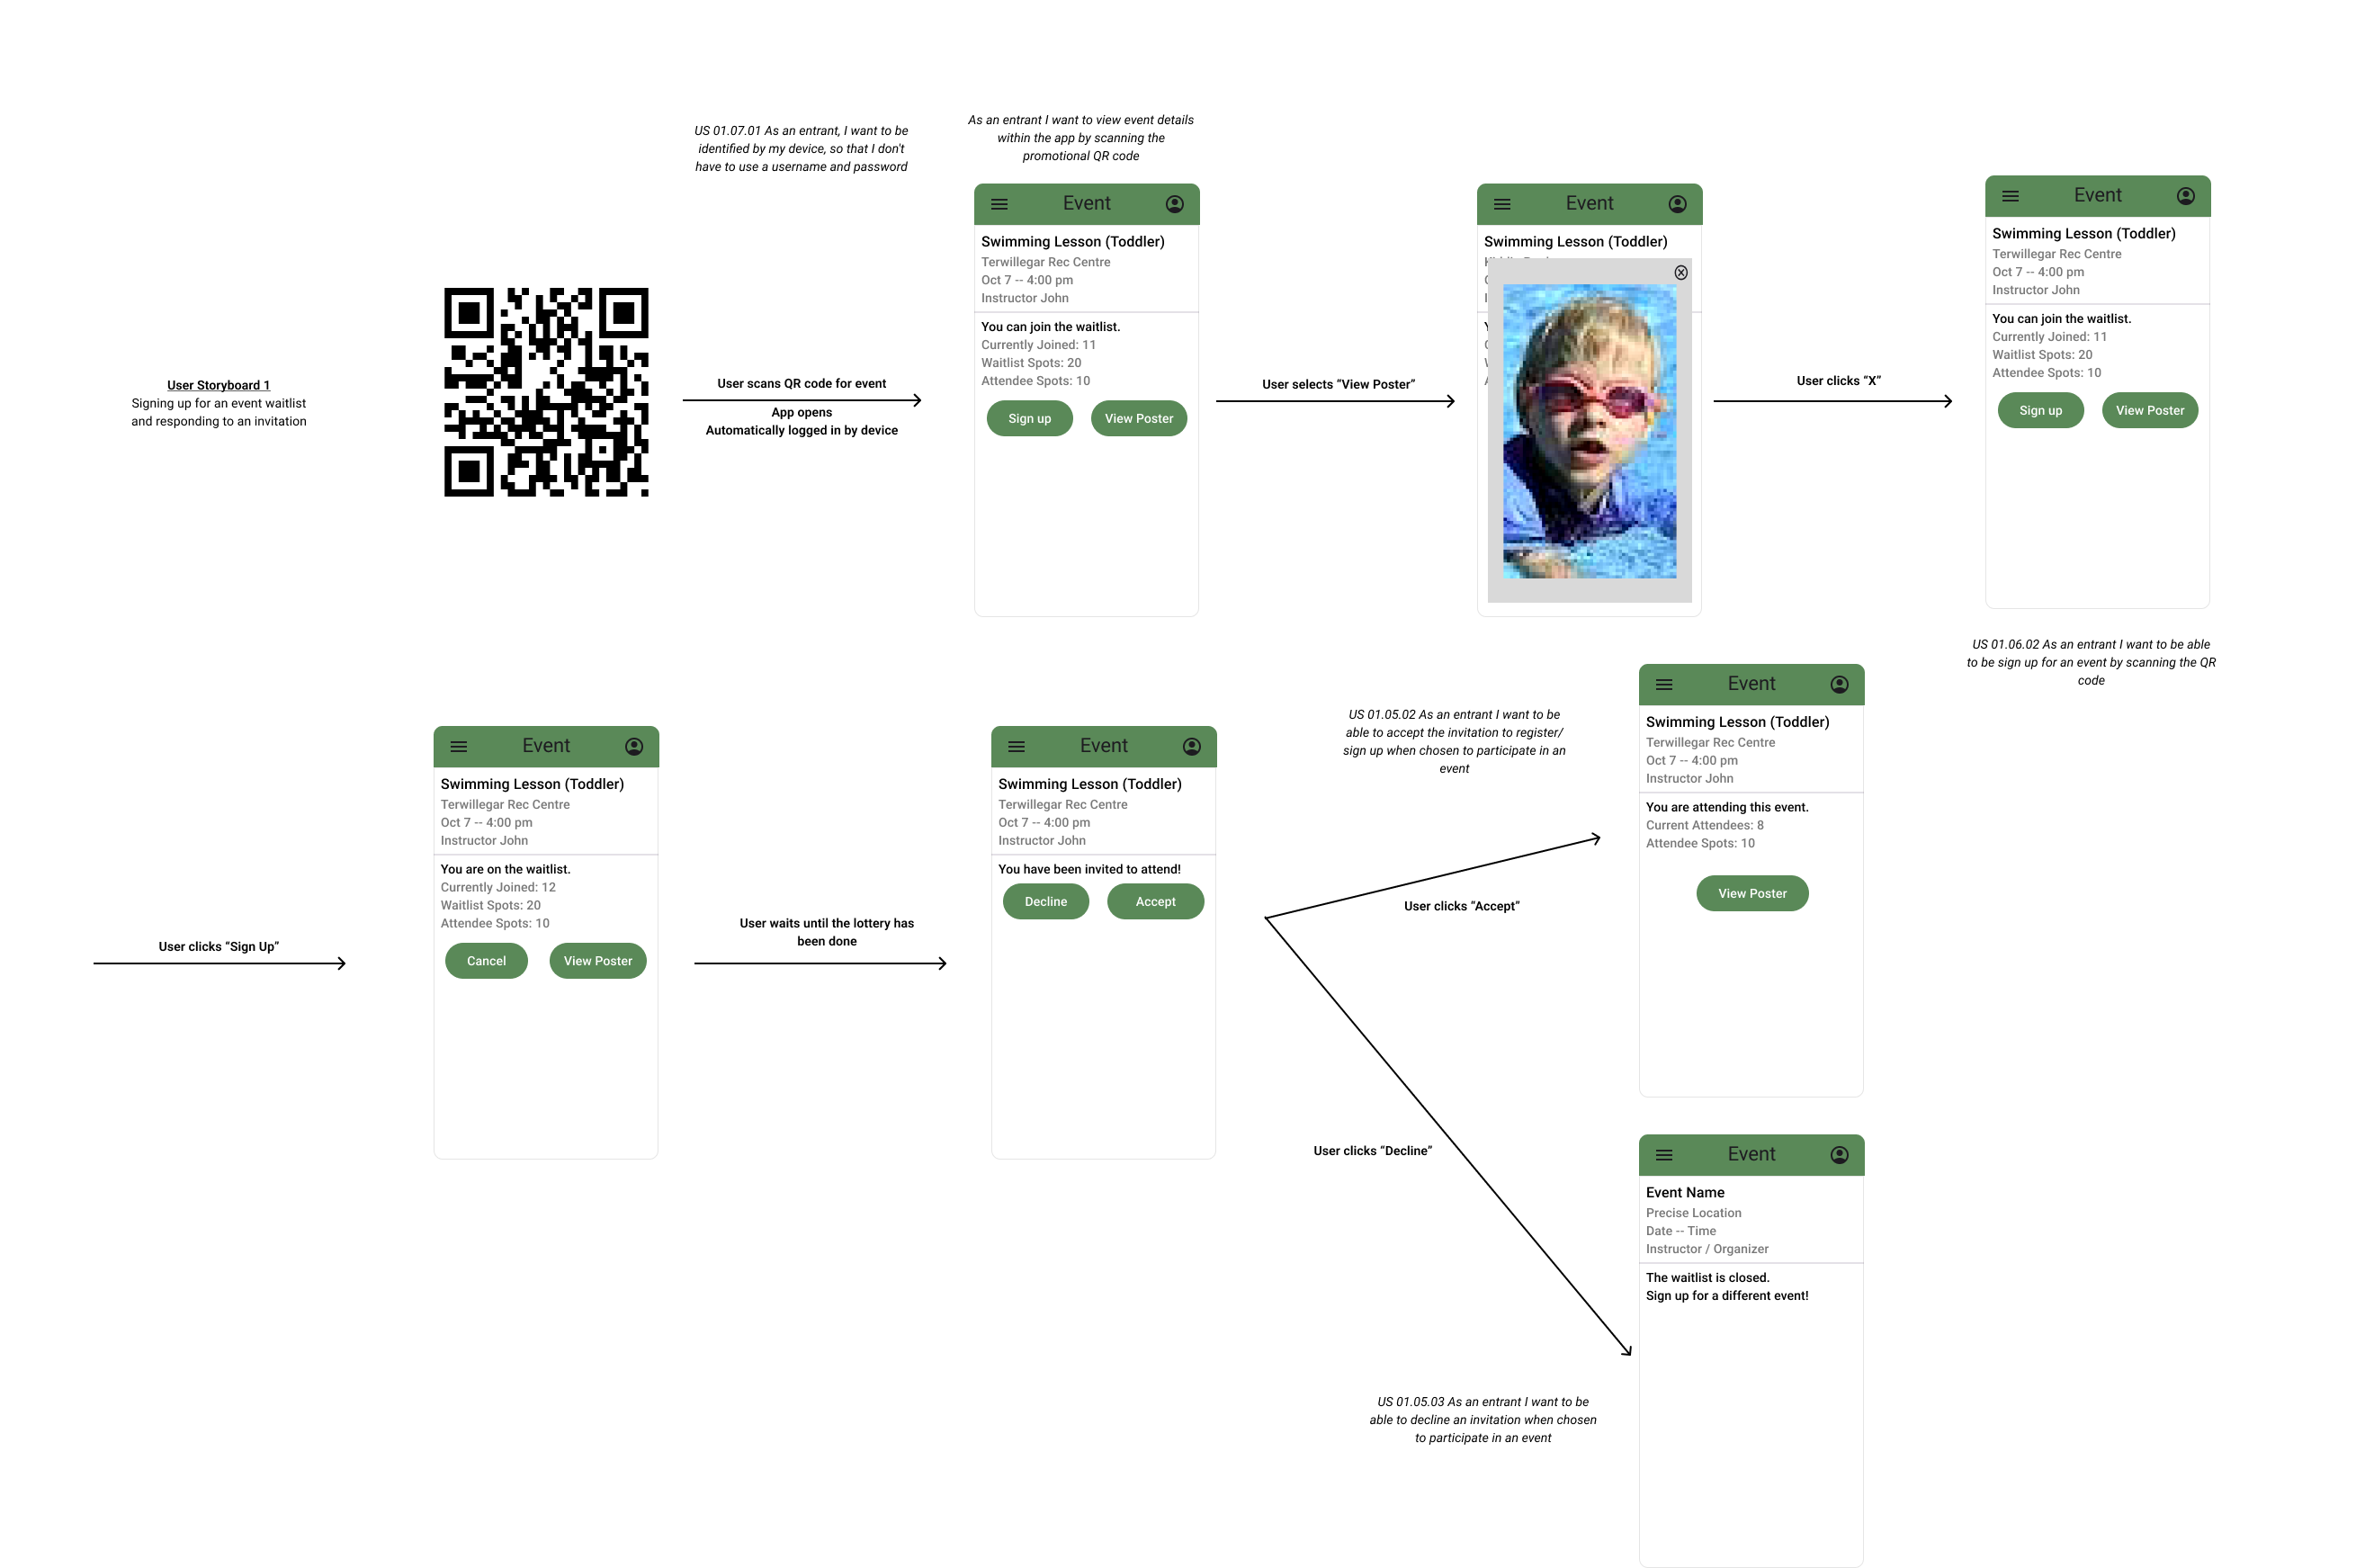 US 01.07.01 As an entrant, I want to be
identified by my device, so that I don't
have to use a username and password
As an entrant I want to view event details
within the app by scanning the
promotional QR code
User Storyboard 1
Signing up for an event waitlist
and responding to an invitation
User scans QR code for event
App opens
Automatically logged in by device
Event
Swimming Lesson (Toddler)
Terwillegar Rec Centre
Oct 7 -- 4:00 pm
Instructor John
You can join the waitlist.
Currently Joined: 11
Waitlist Spots: 20
Attendee Spots: 10
Sign up
View Poster
User selects “View Poster”
Event
Swimming Lesson (Toddler)
User clicks “X”
Event
Swimming Lesson (Toddler)
Terwillegar Rec Centre
Oct 7 -- 4:00 pm
Instructor John
You can join the waitlist.
Currently Joined: 11
Waitlist Spots: 20
Attendee Spots: 10
Sign up
View Poster
US 01.06.02 As an entrant I want to be able
to be sign up for an event by scanning the QR
code
User clicks “Sign Up”
Event
Swimming Lesson (Toddler)
Terwillegar Rec Centre
Oct 7 -- 4:00 pm
Instructor John
You are on the waitlist.
Currently Joined: 12
Waitlist Spots: 20
Attendee Spots: 10
Cancel
View Poster
User waits until the lottery has
been done
Event
Swimming Lesson (Toddler)
Terwillegar Rec Centre
Oct 7 -- 4:00 pm
Instructor John
You have been invited to attend!
Decline
Accept
US 01.05.02 As an entrant I want to be
able to accept the invitation to register/
sign up when chosen to participate in an
event
User clicks “Accept”
Event
Swimming Lesson (Toddler)
Terwillegar Rec Centre
Oct 7 -- 4:00 pm
Instructor John
You are attending this event.
Current Attendees: 8
Attendee Spots: 10
View Poster
User clicks “Decline”
Event
Event Name
Precise Location
Date -- Time
Instructor / Organizer
The waitlist is closed.
Sign up for a different event!
US 01.05.03 As an entrant I want to be
able to decline an invitation when chosen
to participate in an event